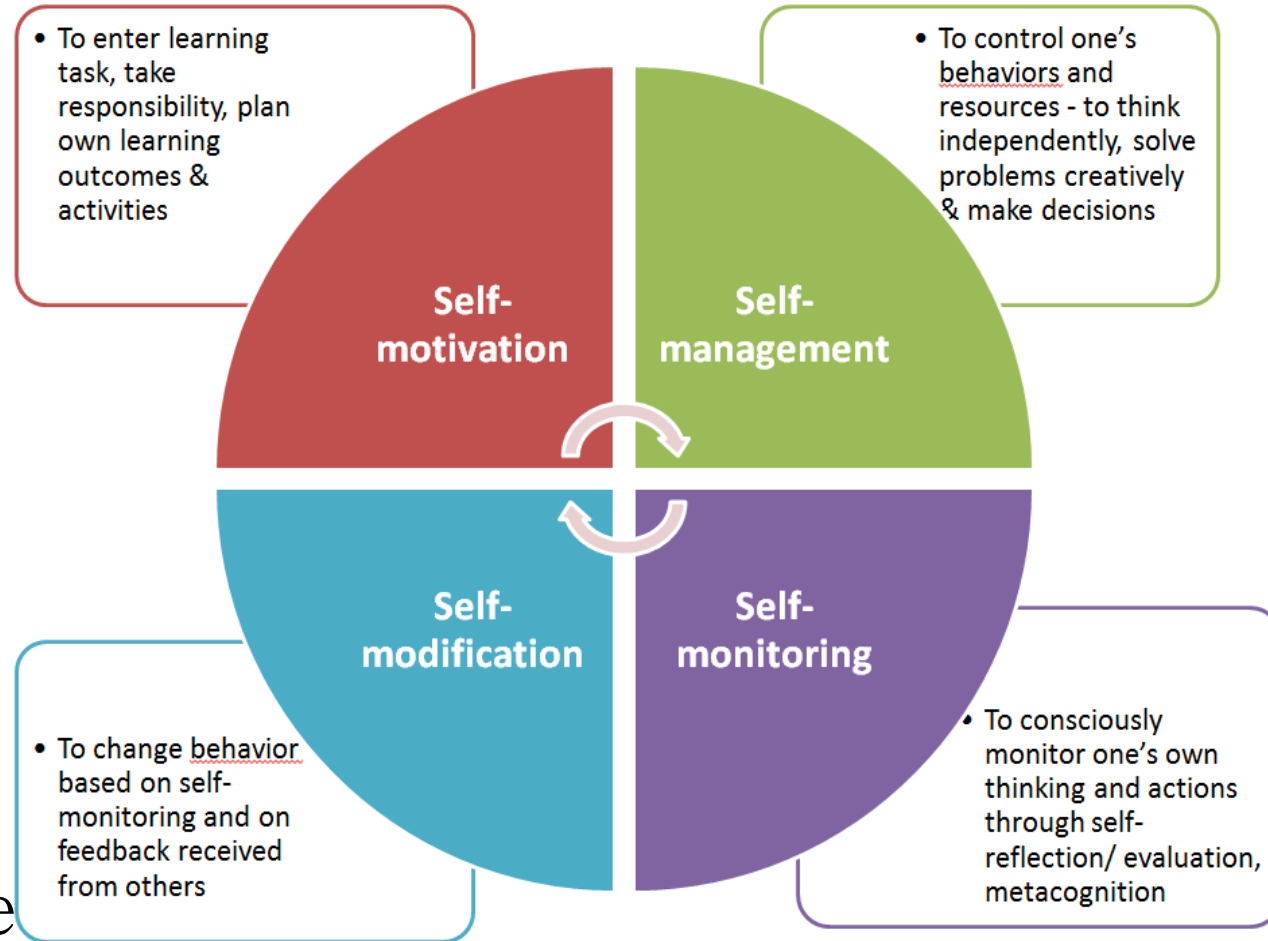 • To enter learning
task, take
responsibility, plan
own learning
outcomes &
activities
• To control one's
behaviors and
resources - to think
independently, solve
problems creatively
& make decisions
Self-
motivation
Self-
management
Self-
modification
Self-
monitoring
• To change behavior
based on self-
monitoring and on
feedback received
from others
• To consciously
monitor one's own
thinking and actions
through self-
reflection/ evaluation,
metacognition
e